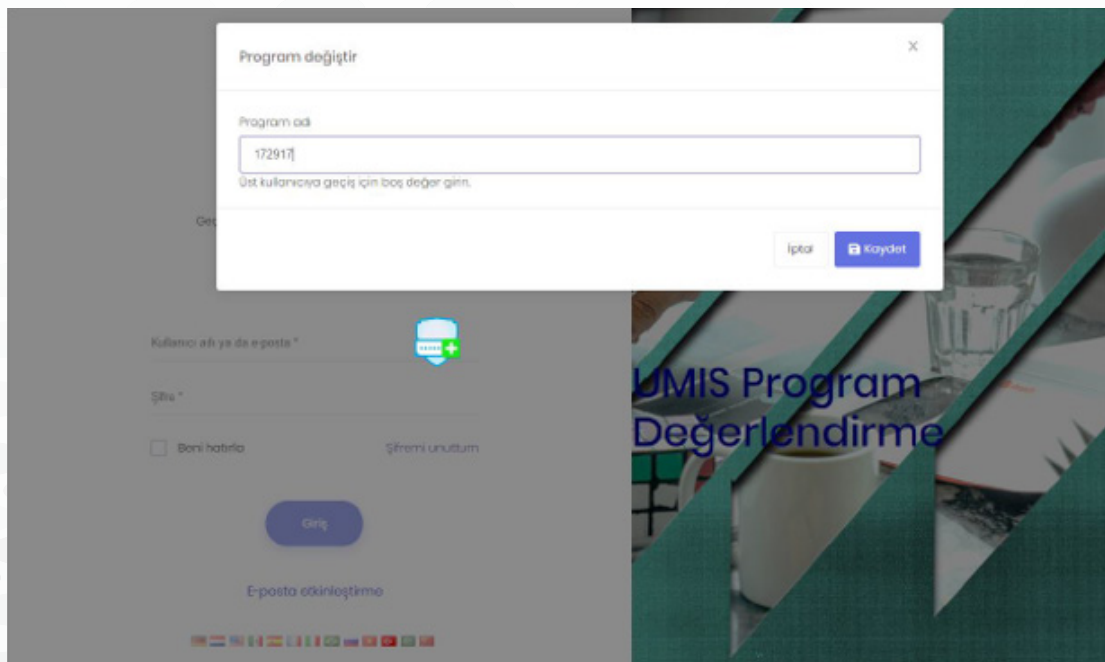 Program değiştir
X
Program adı
172917
Üst kullanıcıya geçiş için boş değer girin.
İptal
Kaydet
Kullanıcı adı ya da e-posta *
Şifre *
Beni hatırla
Şifremi unuttum
Giriş
E-posta etkinleştirme
UMIS Program
Değerlendirme